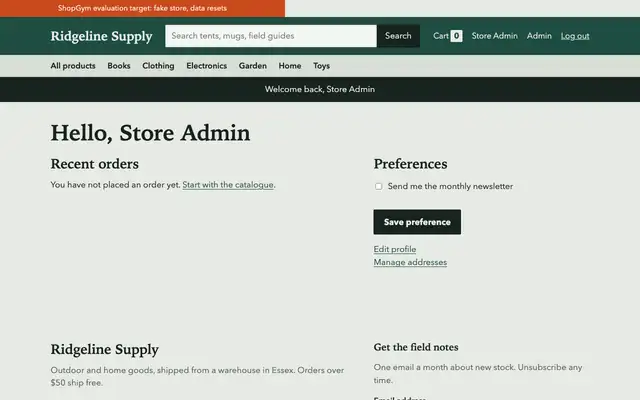 ShopGym evaluation target: fake store, data resets
Ridgeline Supply
Search tents, mugs, field guides
Search
Cart 0
Store Admin
Admin
Log out
All products
Books
Clothing
Electronics
Garden
Home
Toys
Welcome back, Store Admin
Hello, Store Admin
Recent orders
You have not placed an order yet. Start with the catalogue.
Preferences
Send me the monthly newsletter
Save preference
Edit profile
Manage addresses
Ridgeline Supply
Outdoor and home goods, shipped from a warehouse in Essex. Orders over
$50 ship free.
Get the field notes
One email a month about new stock. Unsubscribe any
time.
Email address